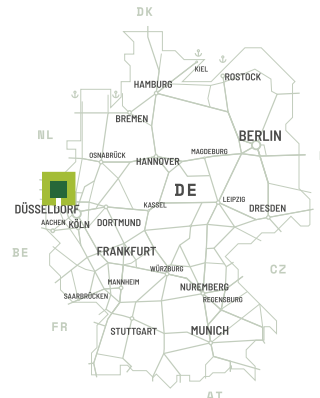 DK
KIEL
ROSTOCK
HAMBURG
BREMEN
NL
BERLIN
MAGDEBURG
OSNABRÜCK
HANNOVER
DE
LEIPZIG
KASSEL
DÜSSELDORF
DRESDEN
AACHEN
KÖLN
DORTMUND
BE
FRANKFURT
WÜRZBURG
CZ
MANNHEIM
NUREMBERG
SAARBRÜCKEN
REGENSBURG
FR
STUTTGART
MUNICH
AT